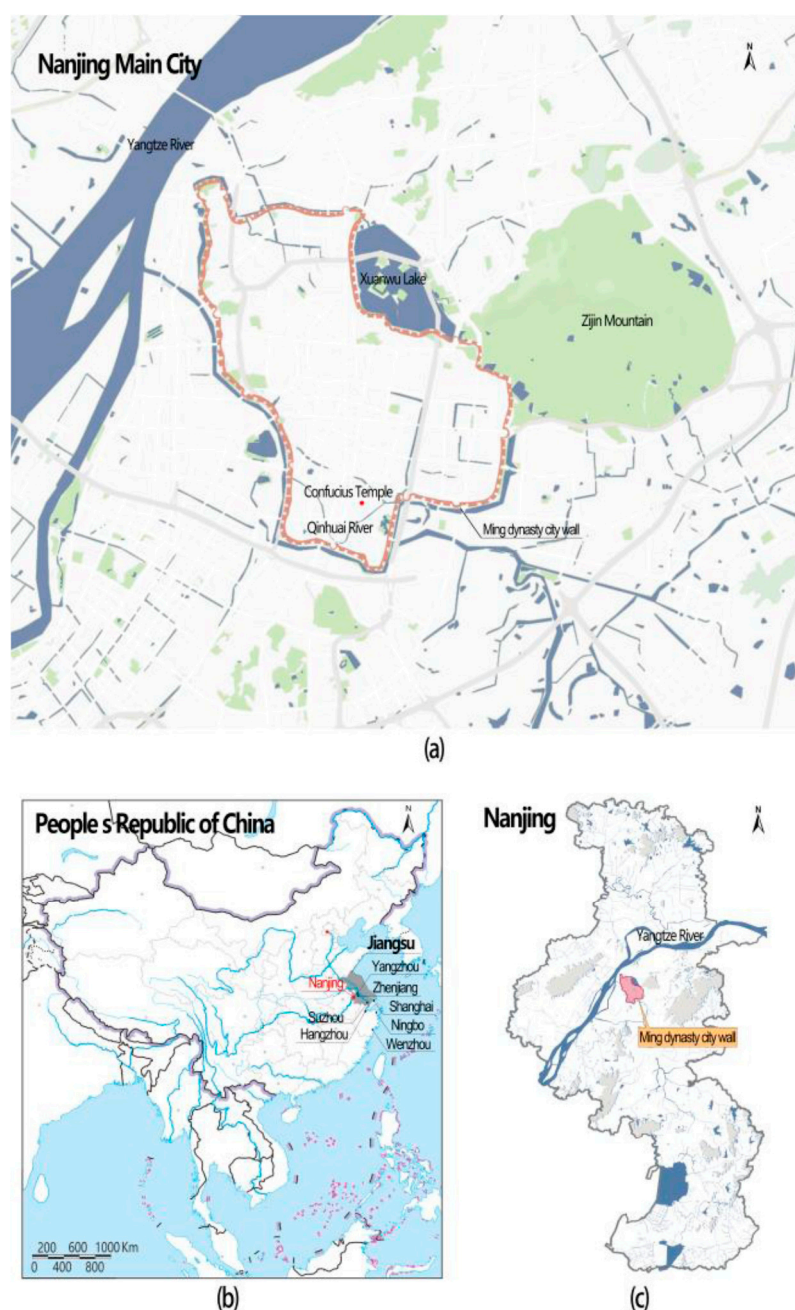 Nanjing Main City
N
Yangtze River
Xuanwu Lake
Zijin Mountain
Confucius Temple
Qinhuai River
Ming dynasty city wall
(a)
People s Republic of China
N
Jiangsu
Yangzhou
Nanjing
Zhenjiang
Shanghai
Suzhou
Hangzhou
Ningbo
Wenzhou
200 600 1000 Km
0 400 800
(b)
Nanjing
N
Yangtze River
Ming dynasty city wall
(c)